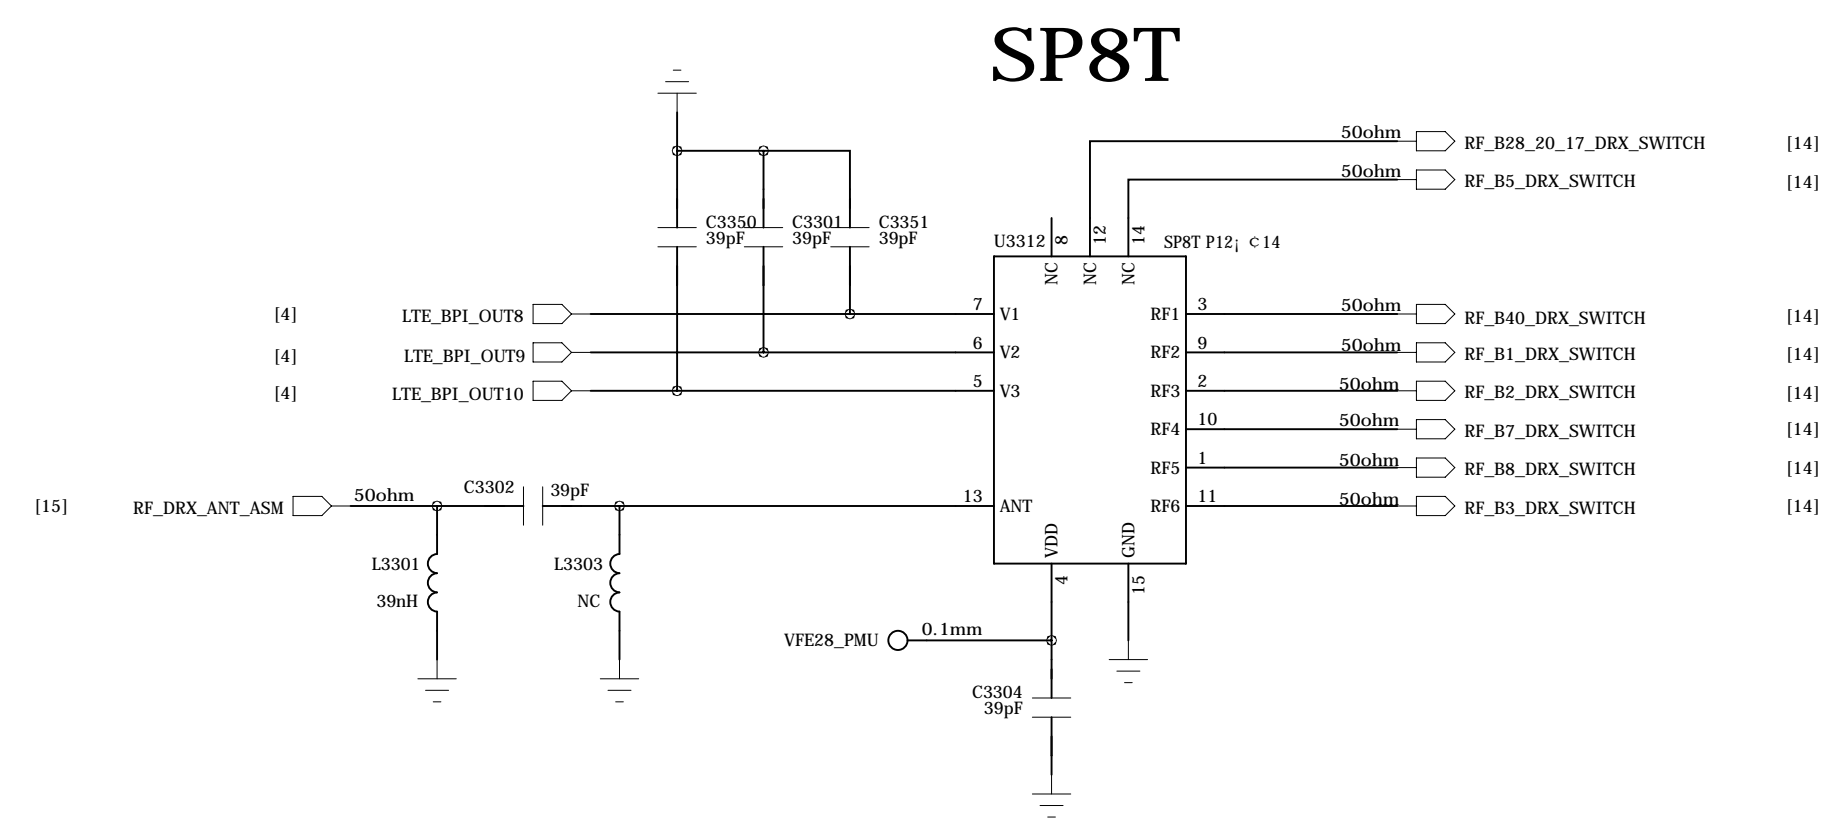 SP8T
50ohm RF_B28_20_17_DRX_SWITCH [14]
50ohm RF_B5_DRX_SWITCH [14]
C3350 39pF
C3301 39pF
C3351 39pF
U3312
8
12
14
SP8T P12¡ ¢14
NC
NC
NC
[4] LTE_BPI_OUT8 7 V1
[4] LTE_BPI_OUT9 6 V2
[4] LTE_BPI_OUT10 5 V3
RF1 3 50ohm RF_B40_DRX_SWITCH [14]
RF2 9 50ohm RF_B1_DRX_SWITCH [14]
RF3 2 50ohm RF_B2_DRX_SWITCH [14]
RF4 10 50ohm RF_B7_DRX_SWITCH [14]
RF5 1 50ohm RF_B8_DRX_SWITCH [14]
RF6 11 50ohm RF_B3_DRX_SWITCH [14]
[15] RF_DRX_ANT_ASM 50ohm C3302 39pF 13 ANT
VDD
GND
L3301
39nH
L3303
NC
4
15
VFE28_PMU 0.1mm
C3304
39pF